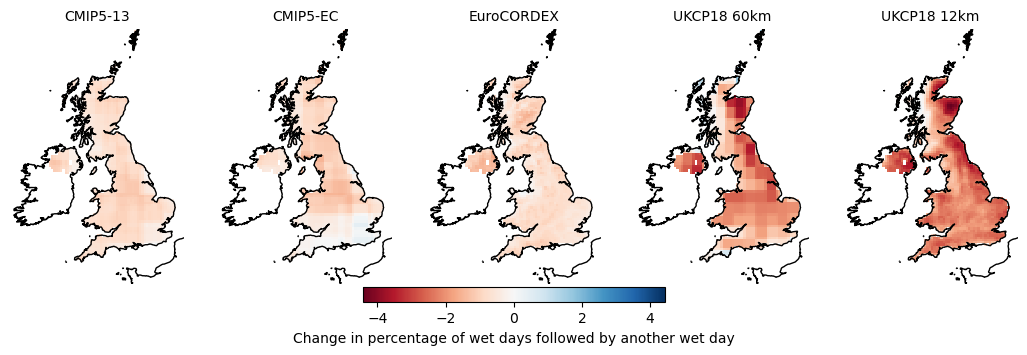 CMIP5-13 CMIP5-EC EuroCORDEX UKCP18 60km UKCP18 12km
−4 −2 0 2 4
Change in percentage of wet days followed by another wet day